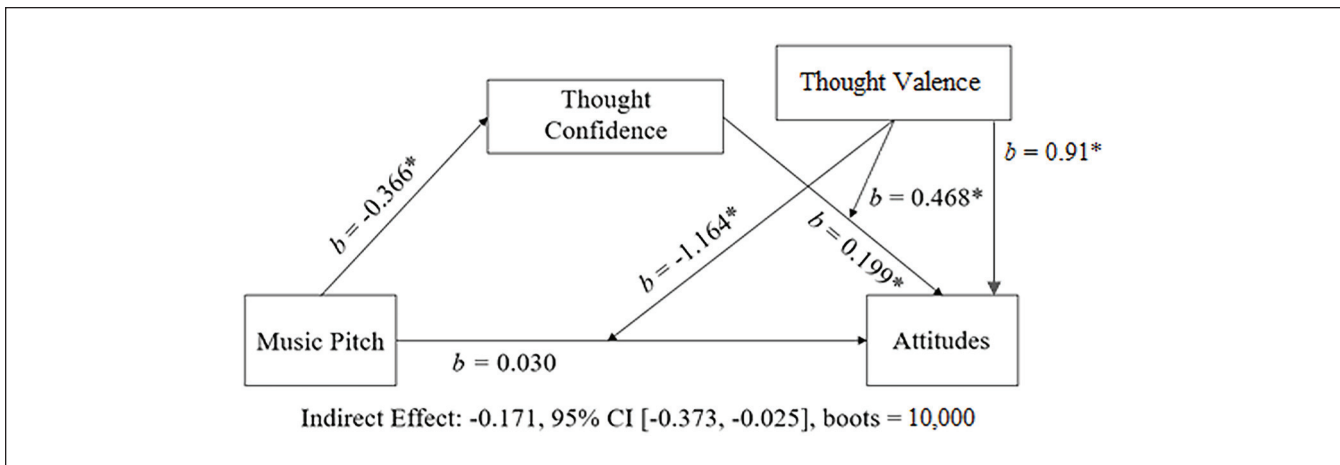 Thought Valence
Thought
Confidence
b = 0.91*
b = -0.366*
b = 0.468*
b = -1.164*
b = 0.199*
Music Pitch
Attitudes
b = 0.030
Indirect Effect: -0.171, 95% CI [-0.373, -0.025], boots = 10,000